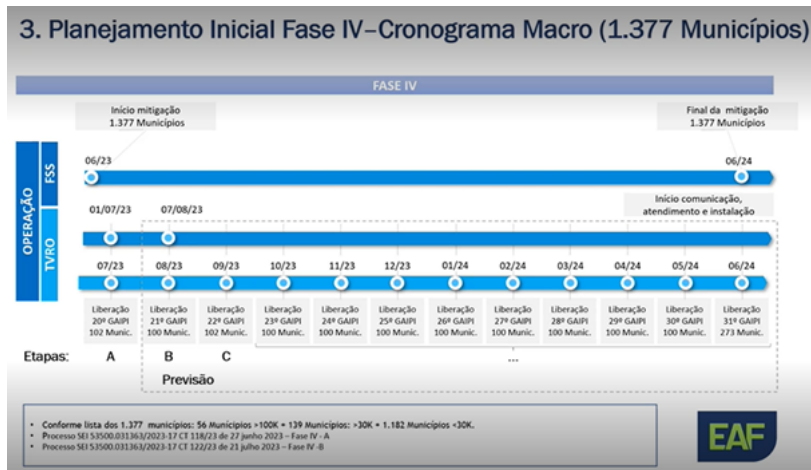 3. Planejamento Inicial Fase IV–Cronograma Macro (1.377 Municípios)
FASE IV
Início mitigação
1.377 Municípios
Final da mitigação
1.377 Municípios
OPERAÇÃO
FSS
06/23
06/24
Início comunicação,
atendimento e instalação
TVRO
01/07/23
07/08/23
07/23
08/23
09/23
10/23
11/23
12/23
01/24
02/24
03/24
04/24
05/24
06/24
Liberação
20º GAIPI
102 Munic.
Liberação
21º GAIPI
100 Munic.
Liberação
22º GAIPI
102 Munic.
Liberação
23º GAIPI
100 Munic.
Liberação
24º GAIPI
100 Munic.
Liberação
25º GAIPI
100 Munic.
Liberação
26º GAIPI
100 Munic.
Liberação
27º GAIPI
100 Munic.
Liberação
28º GAIPI
100 Munic.
Liberação
29º GAIPI
100 Munic.
Liberação
30º GAIPI
100 Munic.
Liberação
31º GAIPI
273 Munic.
Etapas: A B C ...
Previsão
• Conforme lista dos 1.377 municípios: 56 Municípios >100K + 139 Municípios: >30K + 1.182 Municípios <30K.
• Processo SEI 53500.031363/2023-17 CT 118/23 de 27 junho 2023 – Fase IV - A
• Processo SEI 53500.031363/2023-17 CT 122/23 de 21 julho 2023 – Fase IV -B
EAF